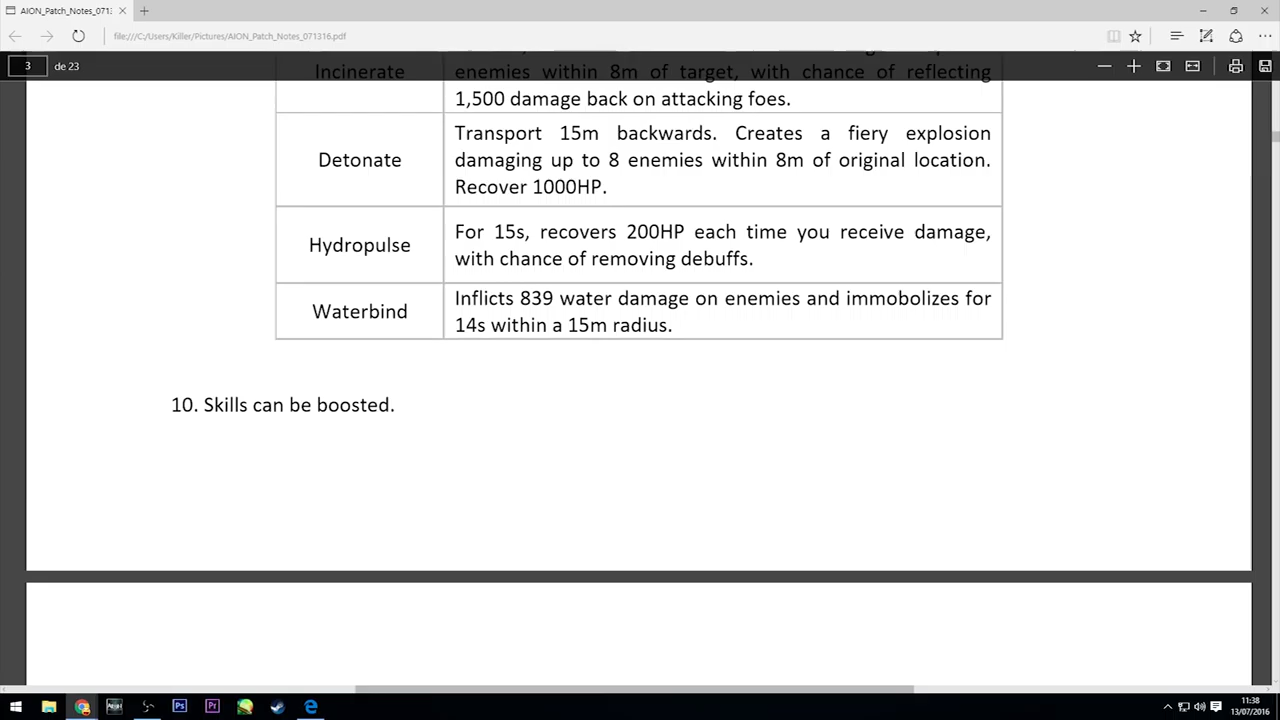 AION_Patch_Notes_071
file:///C:/Users/Killer/Pictures/AION_Patch_Notes_071316.pdf
3 de 23
Incinerate
enemies within 8m of target, with chance of reflecting
1,500 damage back on attacking foes.
Detonate
Transport 15m backwards. Creates a fiery explosion
damaging up to 8 enemies within 8m of original location.
Recover 1000HP.
Hydropulse
For 15s, recovers 200HP each time you receive damage,
with chance of removing debuffs.
Waterbind
Inflicts 839 water damage on enemies and immobolizes for
14s within a 15m radius.
10. Skills can be boosted.
Ps
Pr
11:38
13/07/2016